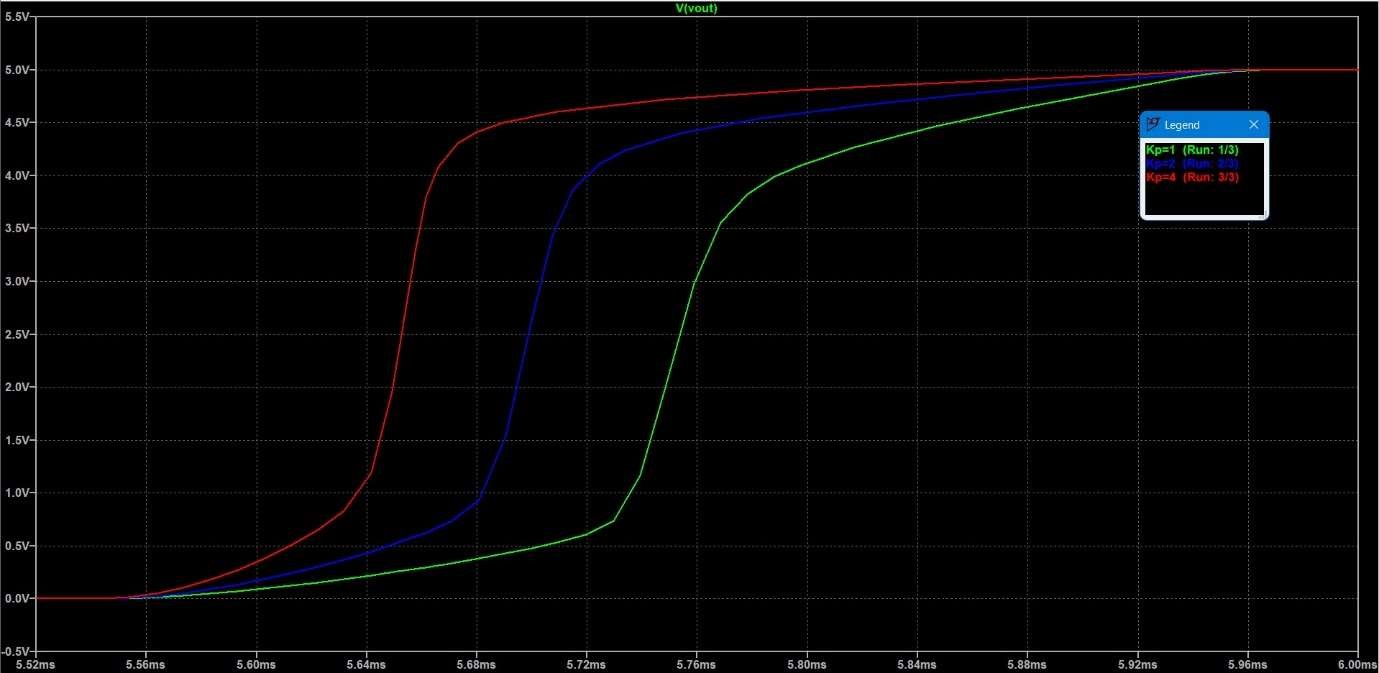 V(vout)
5.5V
5.0V
4.5V
4.0V
3.5V
3.0V
2.5V
2.0V
1.5V
1.0V
0.5V
0.0V
-0.5V
5.52ms 5.56ms 5.60ms 5.64ms 5.68ms 5.72ms 5.76ms 5.80ms 5.84ms 5.88ms 5.92ms 5.96ms 6.00ms
Legend
Kp=1 (Run: 1/3)
Kp=2 (Run: 2/3)
Kp=4 (Run: 3/3)